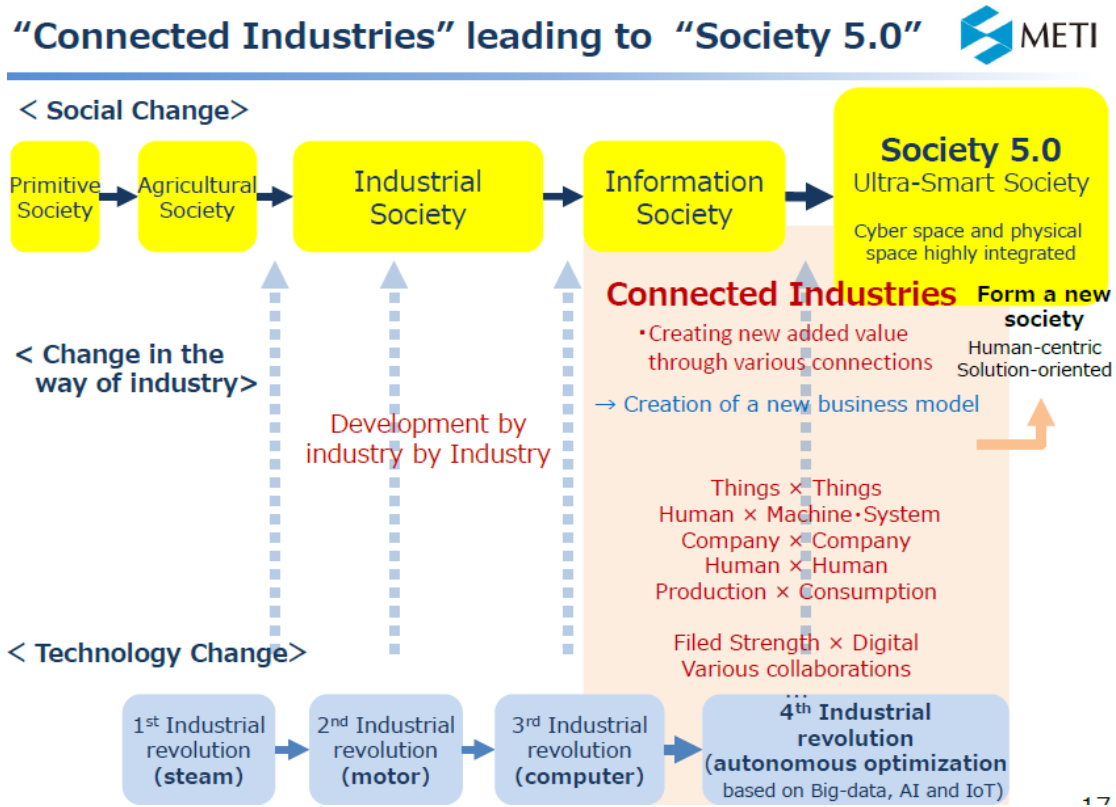 “Connected Industries” leading to “Society 5.0”
METI
< Social Change>
Primitive
Society
Agricultural
Society
Industrial
Society
Information
Society
Society 5.0
Ultra-Smart Society
Cyber space and physical
space highly integrated
< Change in the
way of industry>
Development by
industry by Industry
Connected Industries
・Creating new added value
through various connections
→ Creation of a new business model
Form a new
society
Human-centric
Solution-oriented
Things × Things
Human × Machine・System
Company × Company
Human × Human
Production × Consumption
Filed Strength × Digital
Various collaborations
…
< Technology Change>
1st Industrial
revolution
(steam)
2nd Industrial
revolution
(motor)
3rd Industrial
revolution
(computer)
4th Industrial
revolution
(autonomous optimization
based on Big-data, AI and IoT)
17